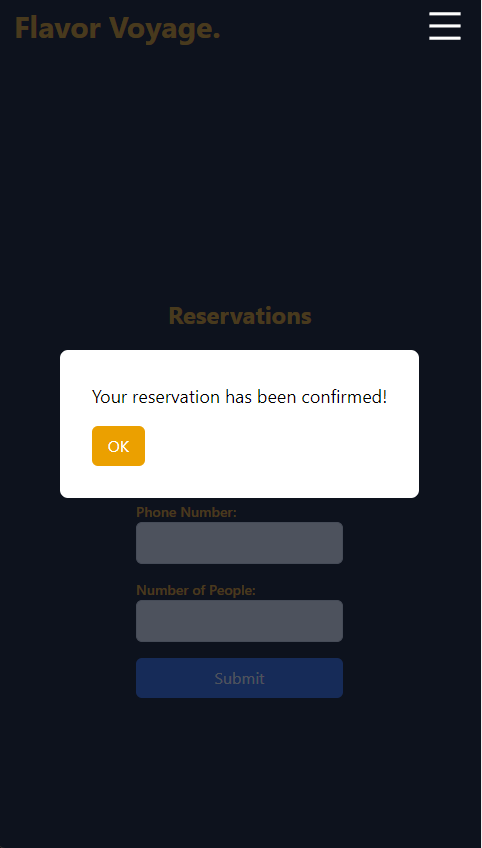 Flavor Voyage.
Reservations
Your reservation has been confirmed!
OK
Phone Number:
Number of People:
Submit